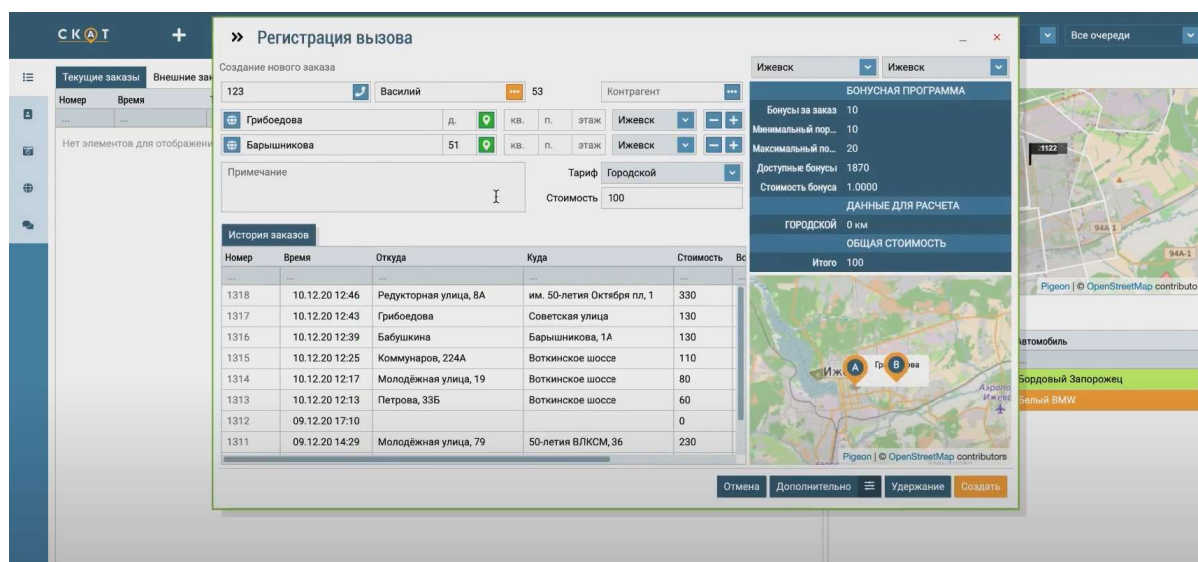 СКАТ
+
» Регистрация вызова
Все очереди
Текущие заказы Внешние зак
Номер Время
... ...
Нет элементов для отображени
Создание нового заказа
123 Василий 53 Контрагент
Грибоедова д. кв. п. этаж Ижевск
Барышникова 51 кв. п. этаж Ижевск
Примечание
Тариф Городской
Стоимость 100
История заказов
Номер Время Откуда Куда Стоимость Вс
1318 10.12.20 12:46 Редукторная улица, 8А им. 50-летия Октября пл, 1 330
1317 10.12.20 12:43 Грибоедова Советская улица 130
1316 10.12.20 12:39 Бабушкина Барышникова, 1А 130
1315 10.12.20 12:25 Коммунаров, 224А Воткинское шоссе 110
1314 10.12.20 12:17 Молодёжная улица, 19 Воткинское шоссе 80
1313 10.12.20 12:13 Петрова, 33Б Воткинское шоссе 60
1312 09.12.20 17:10 0
1311 09.12.20 14:29 Молодёжная улица, 79 50-летия ВЛКСМ, 36 230
Ижевск Ижевск
БОНУСНАЯ ПРОГРАММА
Бонусы за заказ 10
Минимальный пор... 10
Максимальный по... 20
Доступные бонусы 1870
Стоимость бонуса 1.0000
ДАННЫЕ ДЛЯ РАСЧЕТА
ГОРОДСКОЙ 0 км
ОБЩАЯ СТОИМОСТЬ
Итого 100
A B
Pigeon | © OpenStreetMap contributors
Отмена Дополнительно Удержание Создать
1122
94А-1
94А-1
Pigeon | © OpenStreetMap contributo
Автомобиль
Бордовый Запорожец
Белый BMW